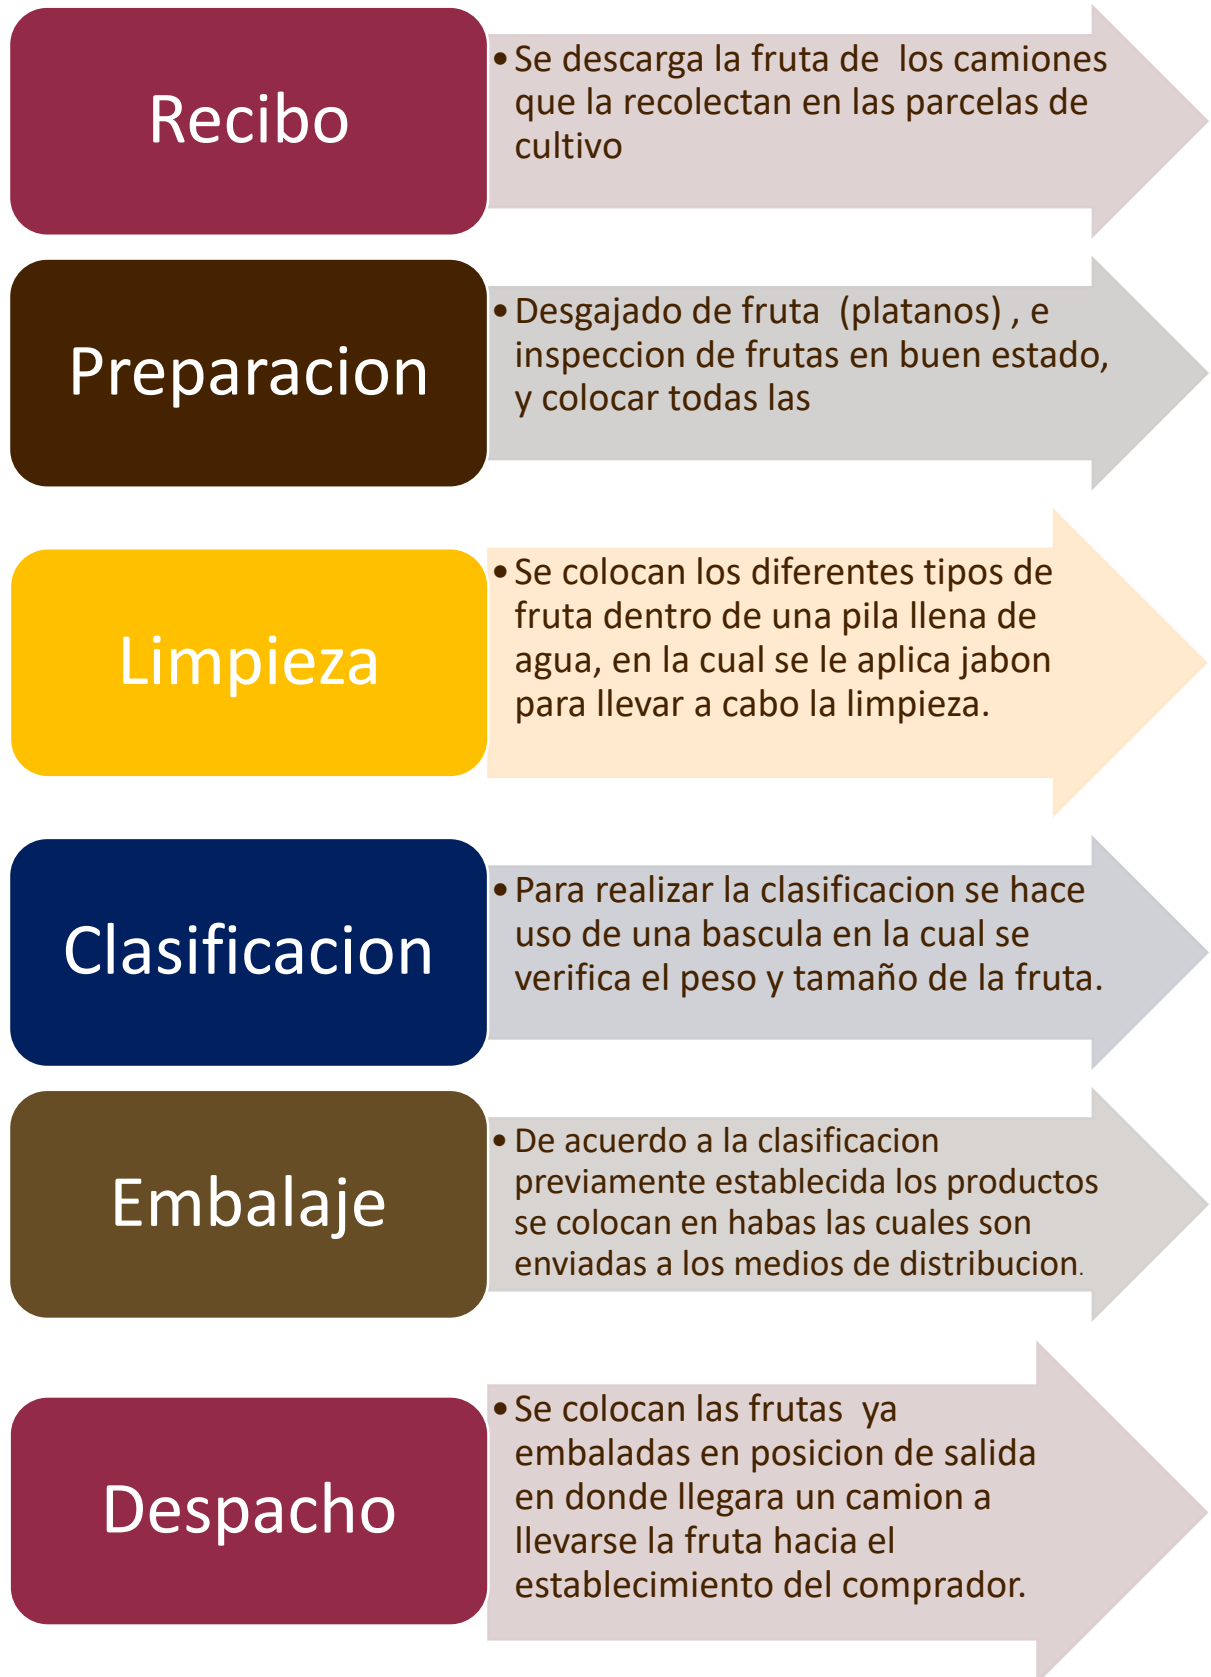 Recibo
• Se descarga la fruta de  los camiones
que la recolectan en las parcelas de
cultivo
Preparacion
• Desgajado de fruta  (platanos) , e
inspeccion de frutas en buen estado,
y colocar todas las
Limpieza
• Se colocan los diferentes tipos de
fruta dentro de una pila llena de
agua, en la cual se le aplica jabon
para llevar a cabo la limpieza.
Clasificacion
• Para realizar la clasificacion se hace
uso de una bascula en la cual se
verifica el peso y tamaño de la fruta.
Embalaje
• De acuerdo a la clasificacion
previamente establecida los productos
se colocan en habas las cuales son
enviadas a los medios de distribucion.
Despacho
• Se colocan las frutas  ya
embaladas en posicion de salida
en donde llegara un camion a
llevarse la fruta hacia el
establecimiento del comprador.